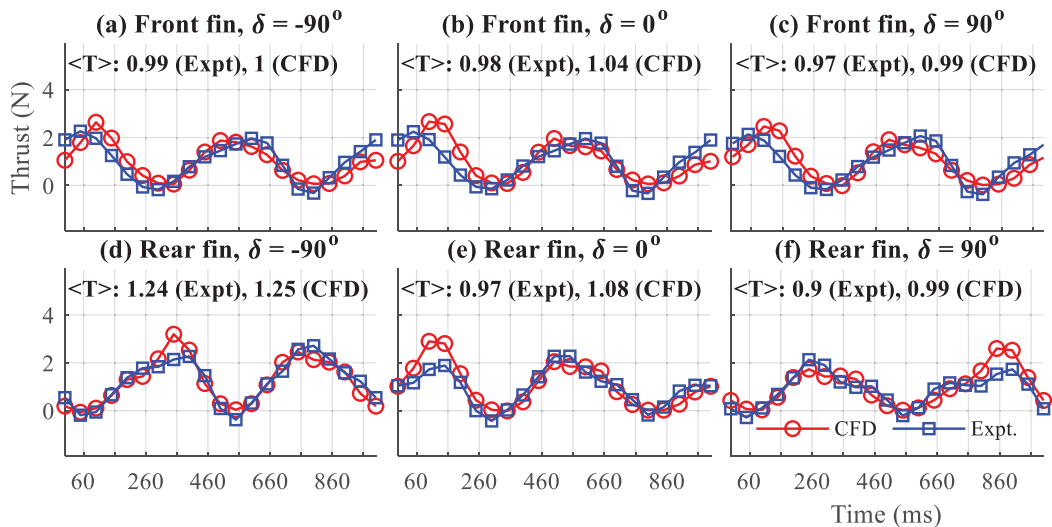 (a) Front fin, δ = -90°
(b) Front fin, δ = 0°
(c) Front fin, δ = 90°
<T>: 0.99 (Expt), 1 (CFD)
<T>: 0.98 (Expt), 1.04 (CFD)
<T>: 0.97 (Expt), 0.99 (CFD)
Thrust (N)
4
2
0
(d) Rear fin, δ = -90°
(e) Rear fin, δ = 0°
(f) Rear fin, δ = 90°
<T>: 1.24 (Expt), 1.25 (CFD)
<T>: 0.97 (Expt), 1.08 (CFD)
<T>: 0.9 (Expt), 0.99 (CFD)
4
2
0
CFD
Expt.
60 260 460 660 860
60 260 460 660 860
60 260 460 660 860
Time (ms)